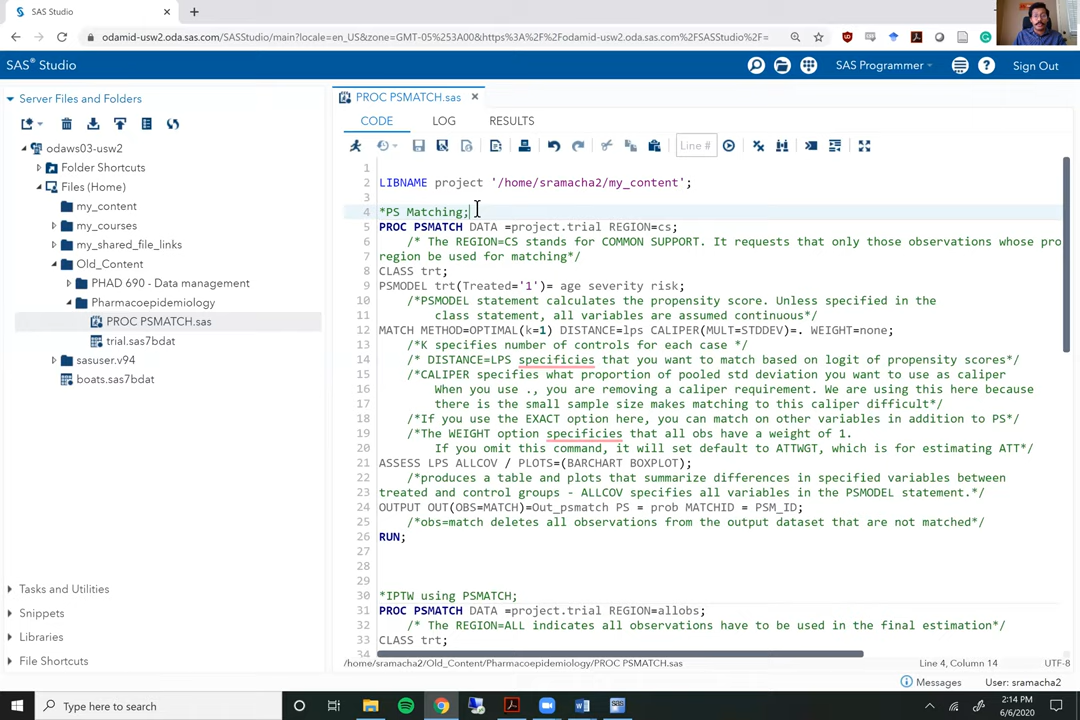 SAS Studio
odamid-usw2.oda.sas.com/SASStudio/main?locale=en_US&zone=GMT-05%253A00&https%3A%2F%2Fodamid-usw2.oda.sas.com%2FSASStudio%2F=
SAS® Studio
SAS Programmer
Sign Out
Server Files and Folders
odaws03-usw2
Folder Shortcuts
Files (Home)
my_content
my_courses
my_shared_file_links
Old_Content
PHAD 690 - Data management
Pharmacoepidemiology
PROC PSMATCH.sas
trial.sas7bdat
sasuser.v94
boats.sas7bdat
Tasks and Utilities
Snippets
Libraries
File Shortcuts
PROC PSMATCH.sas
CODE LOG RESULTS
Line #
1
2 LIBNAME project '/home/sramacha2/my_content';
3
4 *PS Matching;
5 PROC PSMATCH DATA =project.trial REGION=cs;
6 /* The REGION=CS stands for COMMON SUPPORT. It requests that only those observations whose pro
7 region be used for matching*/
8 CLASS trt;
9 PSMODEL trt(Treated='1')= age severity risk;
10 /*PSMODEL statement calculates the propensity score. Unless specified in the
11 class statement, all variables are assumed continuous*/
12 MATCH METHOD=OPTIMAL(k=1) DISTANCE=lps CALIPER(MULT=STDDEV)=. WEIGHT=none;
13 /*K specifies number of controls for each case */
14 /* DISTANCE=LPS specificies that you want to match based on logit of propensity scores*/
15 /*CALIPER specifies what proportion of pooled std deviation you want to use as caliper
16 When you use ., you are removing a caliper requirement. We are using this here because
17 there is the small sample size makes matching to this caliper difficult*/
18 /*If you use the EXACT option here, you can match on other variables in addition to PS*/
19 /*The WEIGHT option specificies that all obs have a weight of 1.
20 If you omit this command, it will set default to ATTWGT, which is for estimating ATT*/
21 ASSESS LPS ALLCOV / PLOTS=(BARCHART BOXPLOT);
22 /*produces a table and plots that summarize differences in specified variables between
23 treated and control groups - ALLCOV specifies all variables in the PSMODEL statement.*/
24 OUTPUT OUT(OBS=MATCH)=Out_psmatch PS = prob MATCHID = PSM_ID;
25 /*obs=match deletes all observations from the output dataset that are not matched*/
26 RUN;
27
28
29
30 *IPTW using PSMATCH;
31 PROC PSMATCH DATA =project.trial REGION=allobs;
32 /* The REGION=ALL indicates all observations have to be used in the final estimation*/
33 CLASS trt;
34
/home/sramacha2/Old_Content/Pharmacoepidemiology/PROC PSMATCH.sas
Line 4, Column 14
UTF-8
Messages
User: sramacha2
Type here to search
2:14 PM
6/6/2020